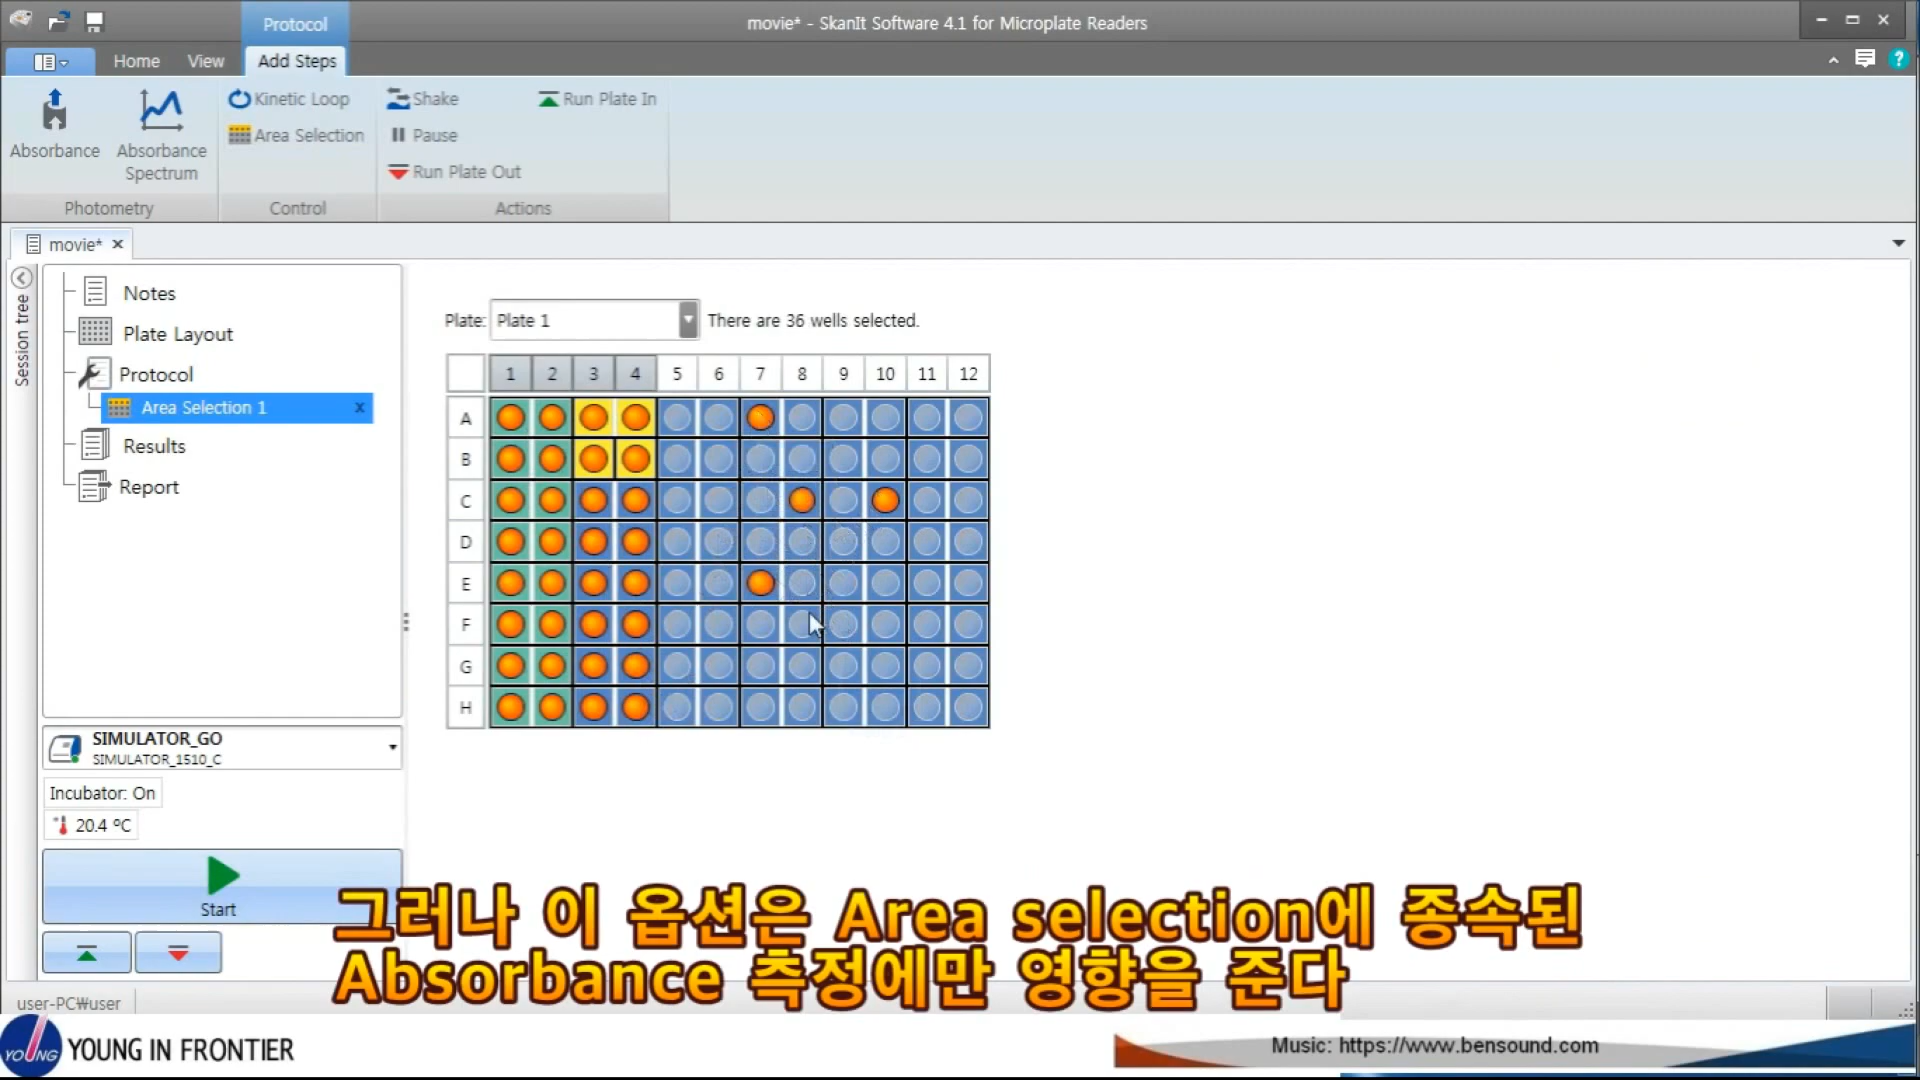 Protocol
movie* - SkanIt Software 4.1 for Microplate Readers
Home
View
Add Steps
Absorbance
Absorbance
Spectrum
Photometry
Kinetic Loop
Area Selection
Control
Shake
Pause
Run Plate Out
Run Plate In
Actions
movie*
Session tree
Notes
Plate Layout
Protocol
Area Selection 1
Results
Report
Plate: Plate 1 There are 36 wells selected.
1 2 3 4 5 6 7 8 9 10 11 12
A
B
C
D
E
F
G
H
SIMULATOR_GO
SIMULATOR_1510_C
Incubator: On
20.4 ºC
Start
그러나 이 옵션은 Area selection에 종속된
Absorbance 측정에만 영향을 준다
user-PC₩user
YOUNG
YOUNG IN FRONTIER
Music: https://www.bensound.com